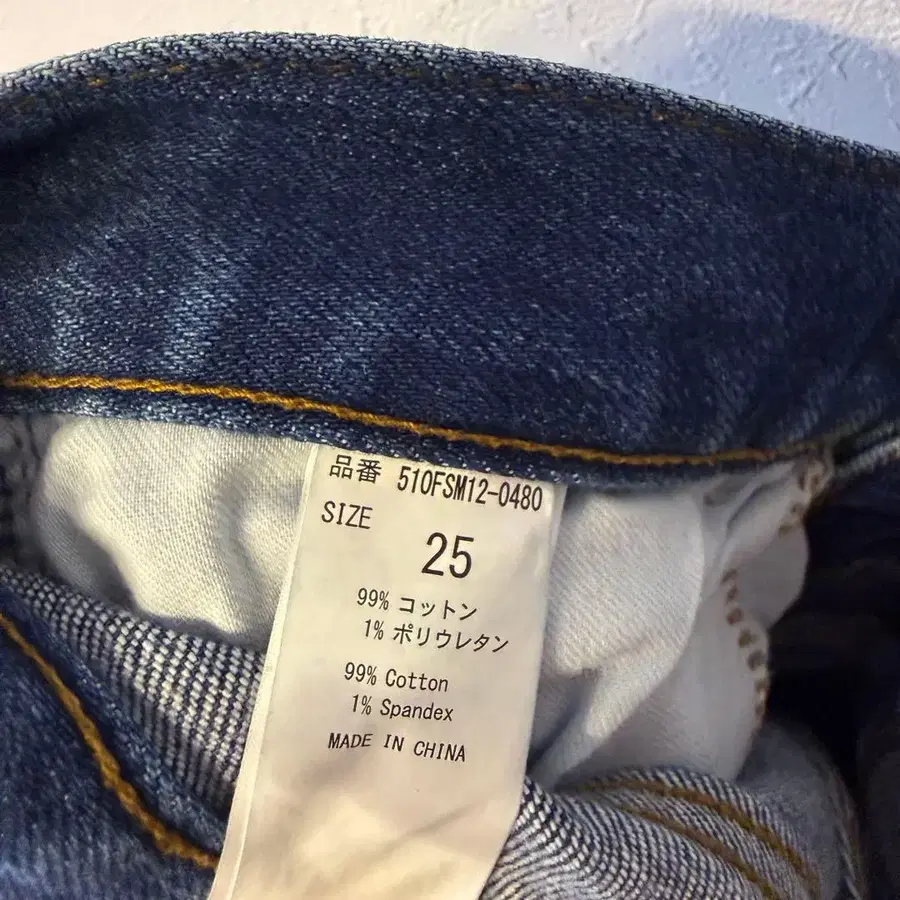 品番 510FSM12-0480
SIZE
25
99% コットン
1% ポリウレタン
99% Cotton
1% Spandex
MADE IN CHINA